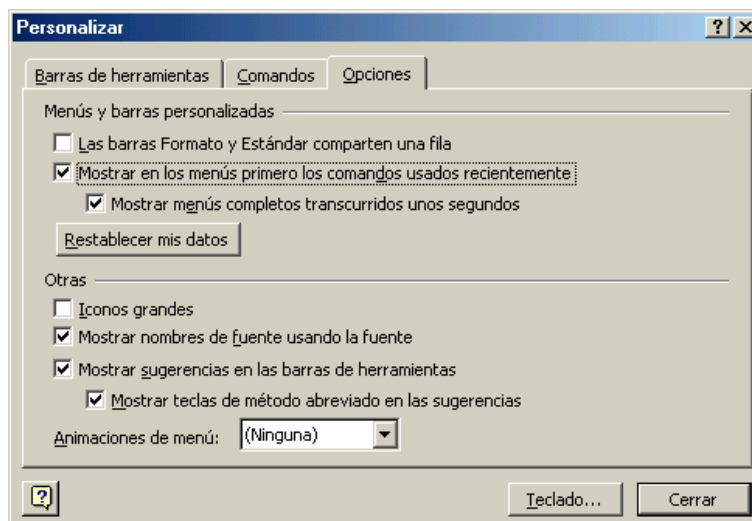 Personalizar
Barras de herramientas Comandos Opciones
Menús y barras personalizadas
Las barras Formato y Estándar comparten una fila
Mostrar en los menús primero los comandos usados recientemente
Mostrar menús completos transcurridos unos segundos
Restablecer mis datos
Otras
Iconos grandes
Mostrar nombres de fuente usando la fuente
Mostrar sugerencias en las barras de herramientas
Mostrar teclas de método abreviado en las sugerencias
Animaciones de menú: (Ninguna)
Teclado... Cerrar